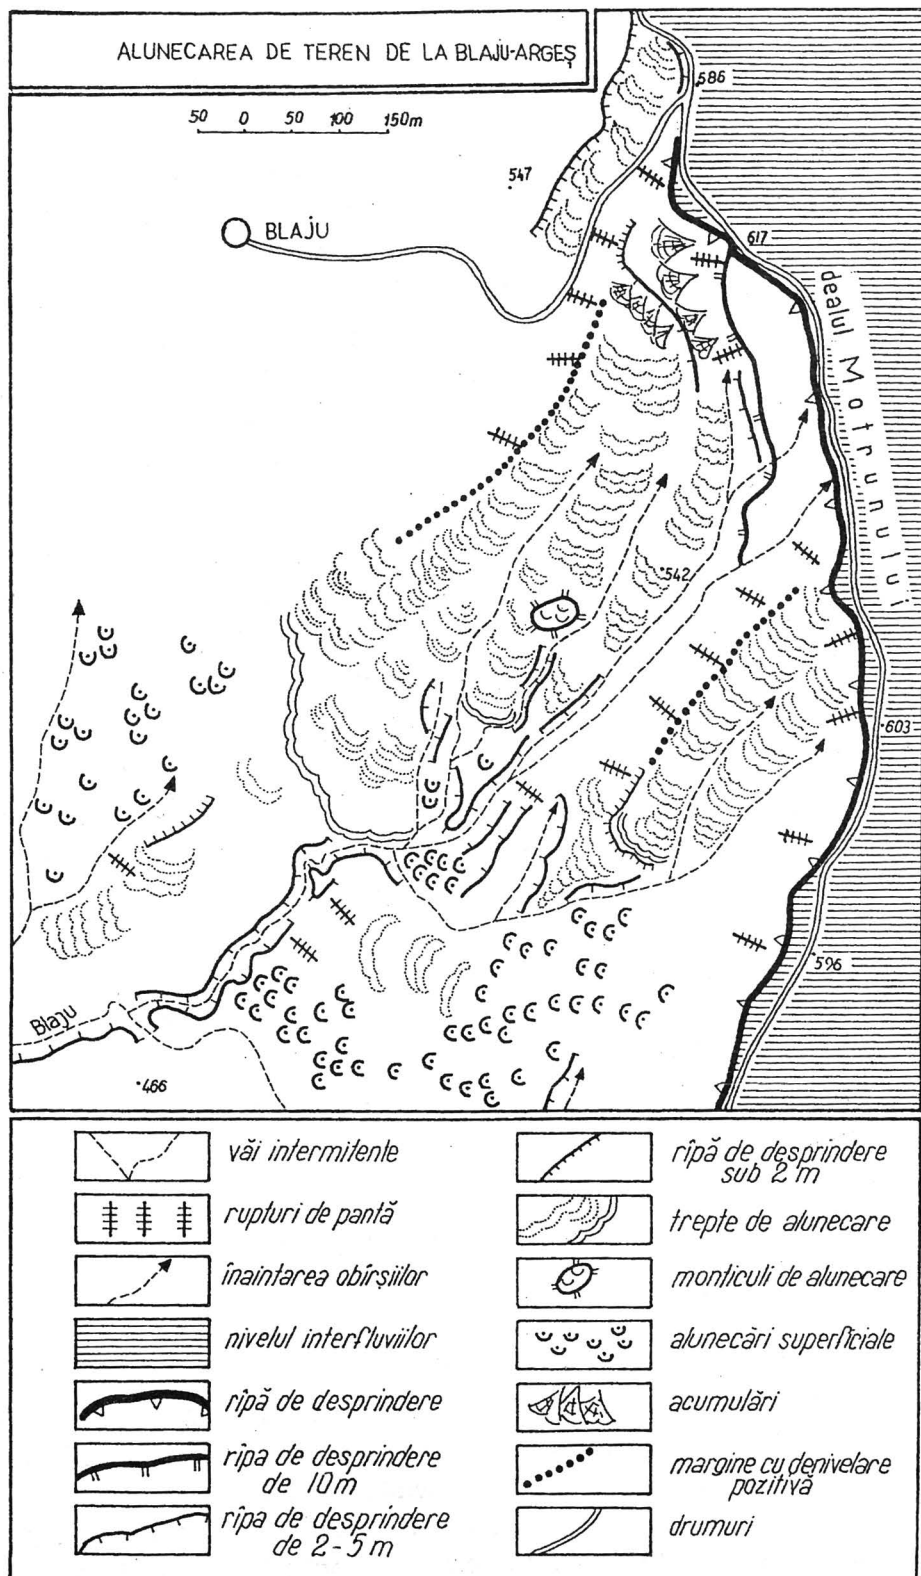 ALUNECAREA DE TEREN DE LA BLAJU-ARGEȘ
50 0 50 100 150m
586
547
BLAJU
617
dealul Motrunului
542
603
596
Blaju
466
văi intermitente
rupturi de pantă
înaintarea obîrșiilor
nivelul interfluviilor
rîpă de desprindere
rîpa de desprindere
de 10m
rîpa de desprindere
de 2-5 m
rîpă de desprindere
sub 2 m
trepte de alunecare
monticuli de alunecare
alunecări superficiale
acumulări
margine cu denivelare
pozitivă
drumuri